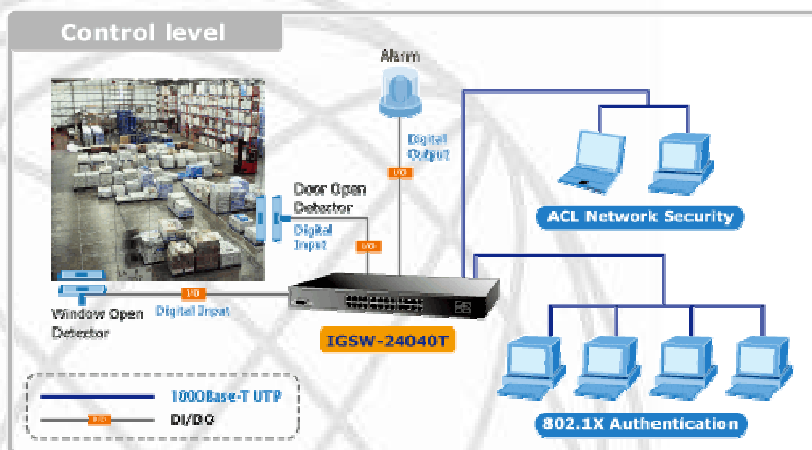 Control level
Alarm
Digital
Output
I/O
Door Open
Detector
Digital
Input
I/O
ACL Network Security
I/O
Window Open
Detector
Digital Input
IGSW-24040T
1000Base-T UTP
I/O
DI/DO
802.1X Authentication